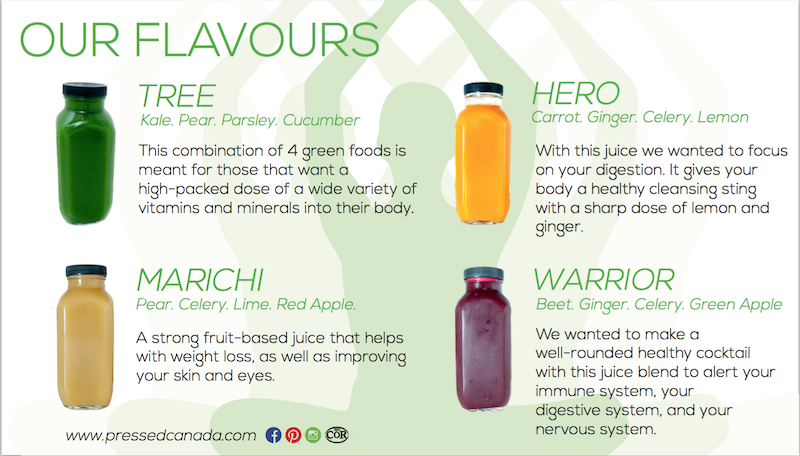 OUR FLAVOURS
TREE
Kale. Pear. Parsley. Cucumber
This combination of 4 green foods is
meant for those that want a
high-packed dose of a wide variety of
vitamins and minerals into their body.
HERO
Carrot. Ginger. Celery. Lemon
With this juice we wanted to focus
on your digestion. It gives your
body a healthy cleansing sting
with a sharp dose of lemon and
ginger.
MARICHI
Pear. Celery. Lime. Red Apple.
A strong fruit-based juice that helps
with weight loss, as well as improving
your skin and eyes.
WARRIOR
Beet. Ginger. Celery. Green Apple
We wanted to make a
well-rounded healthy cocktail
with this juice blend to alert your
immune system, your
digestive system, and your
nervous system.
www.pressedcanada.com
COR